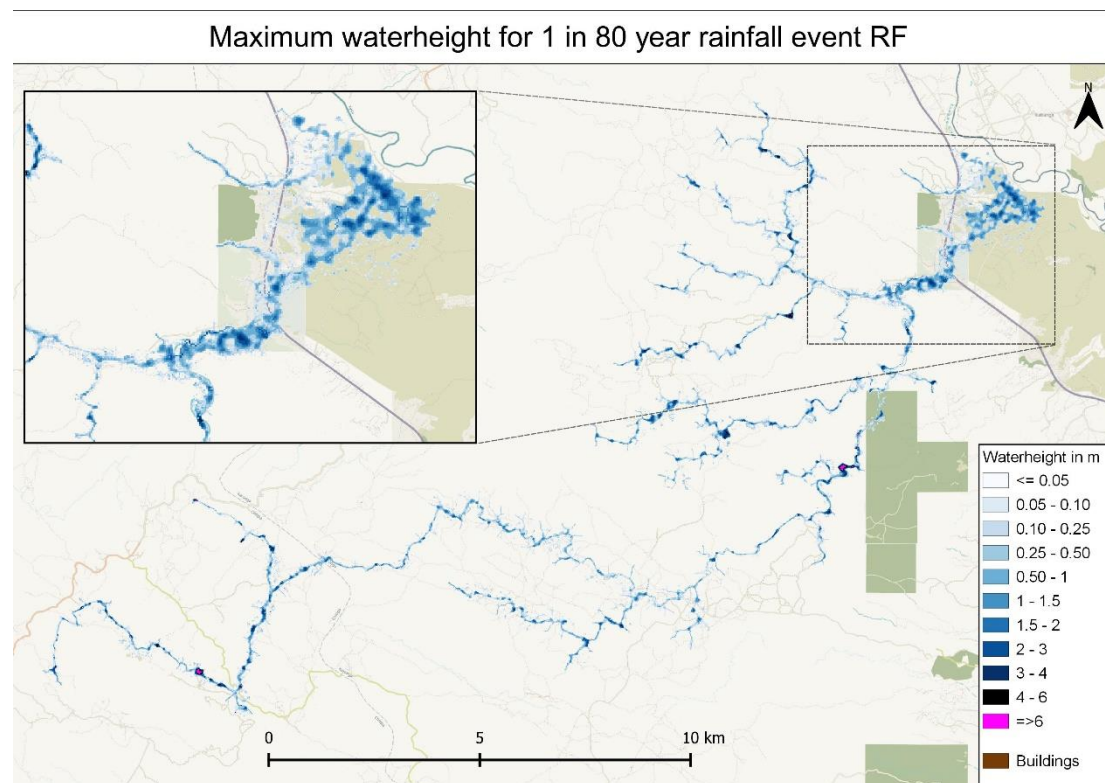 Maximum waterheight for 1 in 80 year rainfall event RF
N
Waterheight in m
<= 0.05
0.05 - 0.10
0.10 - 0.25
0.25 - 0.50
0.50 - 1
1 - 1.5
1.5 - 2
2 - 3
3 - 4
4 - 6
=>6
Buildings
0 5 10 km